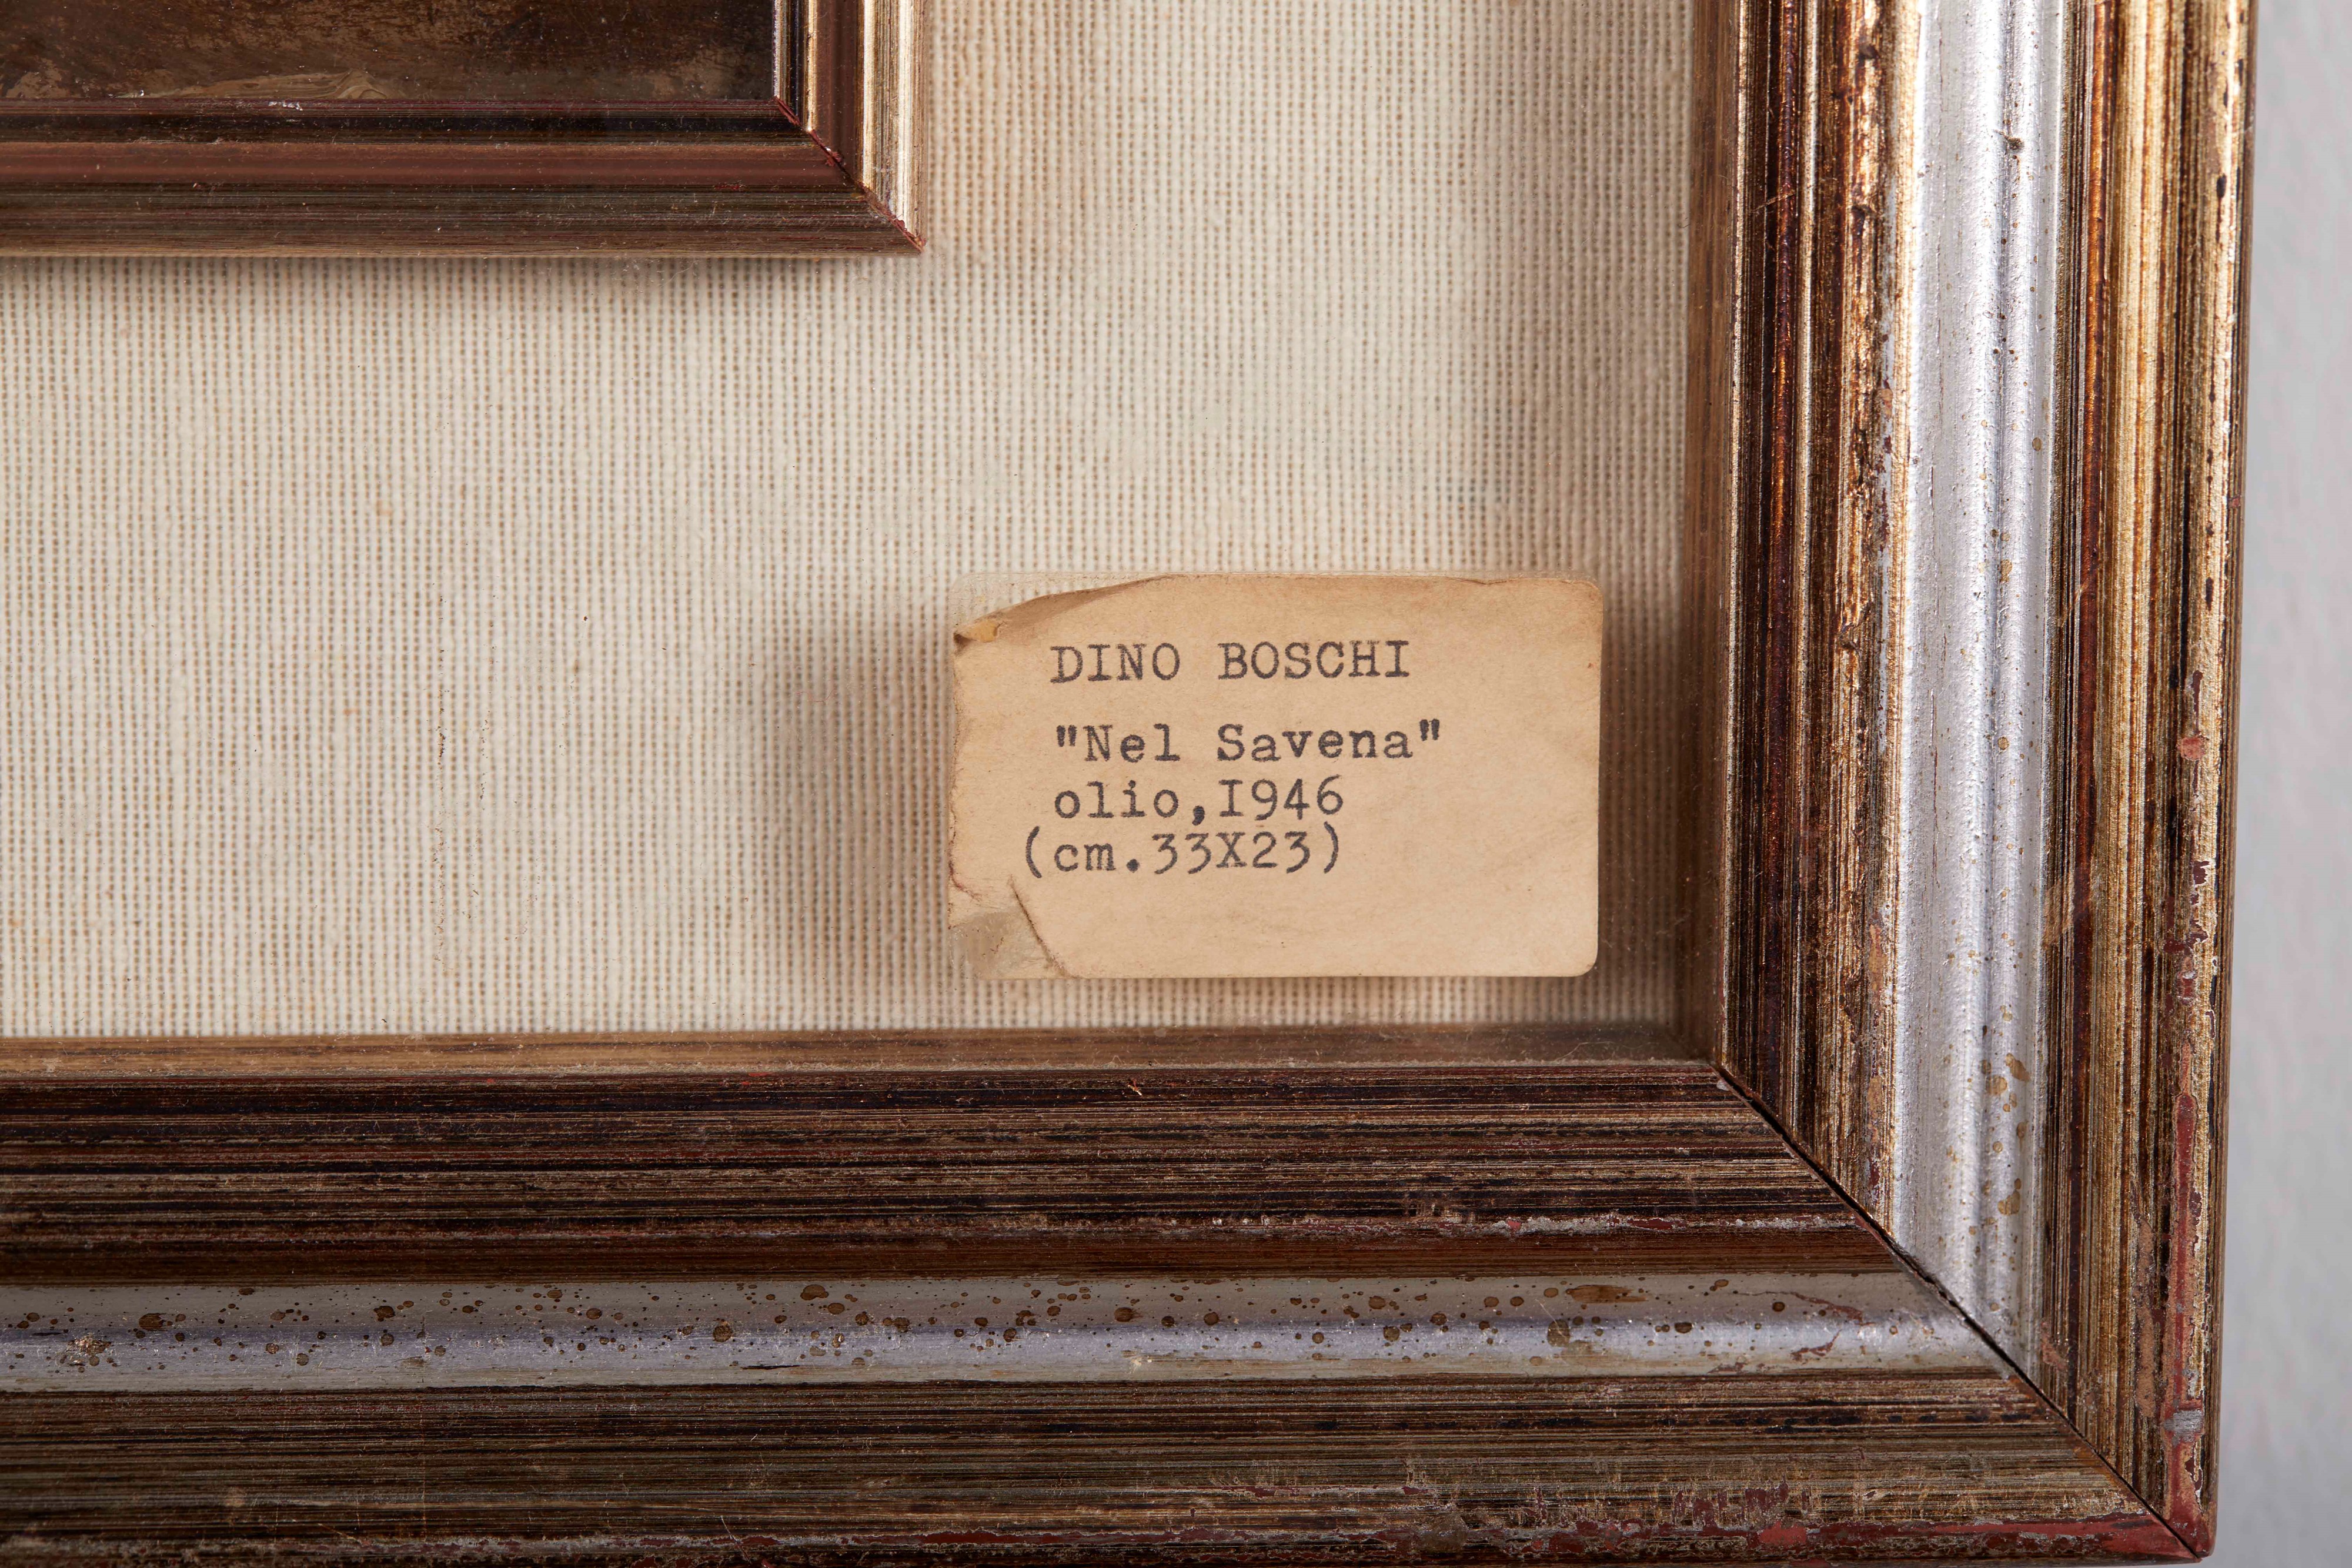 DINO BOSCHI
"Nel Savena"
olio,I946
(cm.33X23)